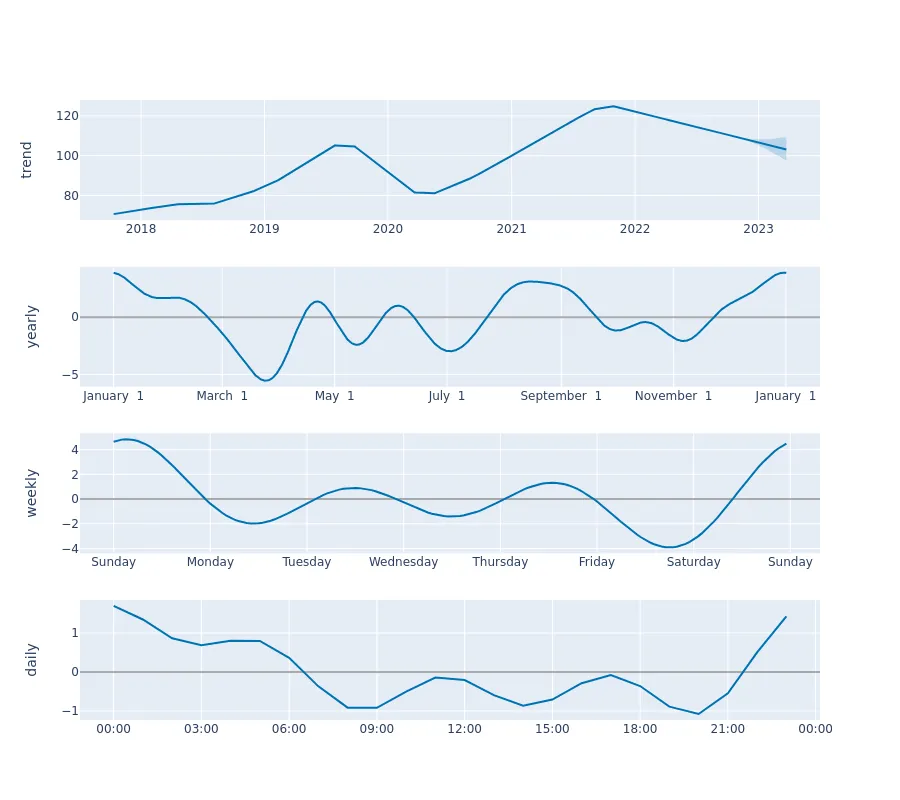 trend
120
100
80
2018 2019 2020 2021 2022 2023
yearly
0
−5
January 1 March 1 May 1 July 1 September 1 November 1 January 1
weekly
4
2
0
−2
−4
Sunday Monday Tuesday Wednesday Thursday Friday Saturday Sunday
daily
1
0
−1
00:00 03:00 06:00 09:00 12:00 15:00 18:00 21:00 00:00